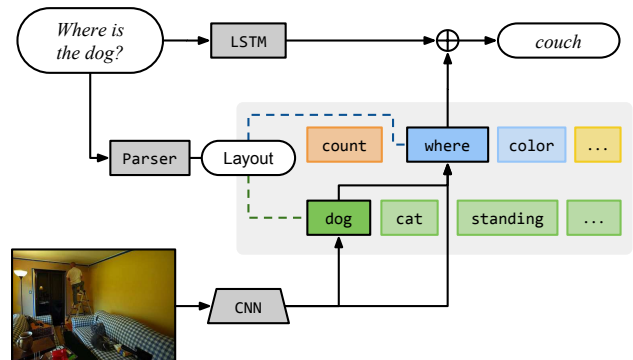 Where is
the dog?
LSTM
couch
Parser
Layout
count
where
color
...
dog
cat
standing
...
CNN